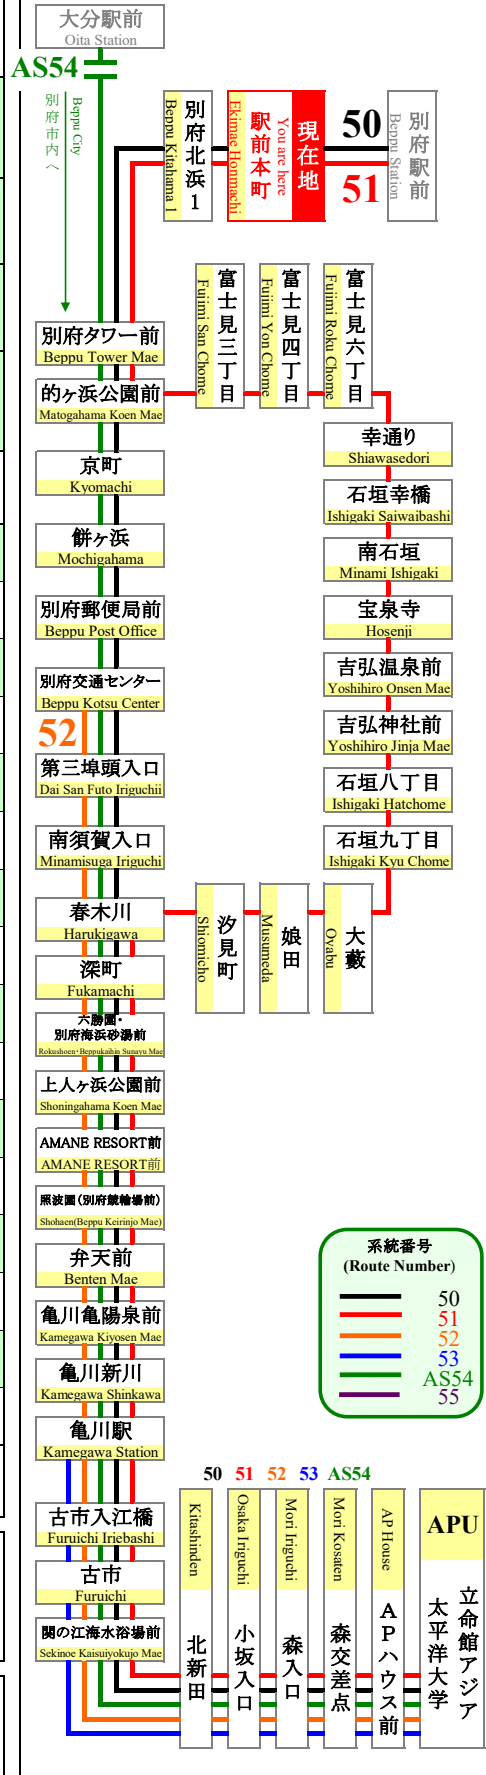 大分駅前
Oita Station
AS54
Beppu City
別府市内へ
別府北浜1
Beppu Kitahama 1
現在地
You are here
駅前本町
Ekimae Honmachi
50
51
別府駅前
Beppu Station
別府タワー前
Beppu Tower Mae
的ヶ浜公園前
Matogahama Koen Mae
富士見三丁目
Fujimi San Chome
富士見四丁目
Fujimi Yon Chome
富士見六丁目
Fujimi Roku Chome
幸通り
Shiawasedori
京町
Kyomachi
石垣幸橋
Ishigaki Saiwaibashi
餅ヶ浜
Mochigahama
南石垣
Minami Ishigaki
別府郵便局前
Beppu Post Office
宝泉寺
Hosenji
別府交通センター
Beppu Kotsu Center
吉弘温泉前
Yoshihiro Onsen Mae
52
吉弘神社前
Yoshihiro Jinja Mae
第三埠頭入口
Dai San Futo Iriguchii
石垣八丁目
Ishigaki Hatchome
南須賀入口
Minamisuga Iriguchi
石垣九丁目
Ishigaki Kyu Chome
春木川
Harukigawa
汐見町
Shiomicho
娘田
Musumeda
大藪
Oyabu
深町
Fukamachi
六勝園・
別府海浜砂湯前
Rokushoen・Beppukaihin Sunayu Mae
上人ヶ浜公園前
Shoningahama Koen Mae
AMANE RESORT前
AMANE RESORT前
照波園(別府競輪場前)
Shohaen(Beppu Keirinjo Mae)
弁天前
Benten Mae
亀川亀陽泉前
Kamegawa Kiyosen Mae
亀川新川
Kamegawa Shinkawa
亀川駅
Kamegawa Station
系統番号
(Route Number)
50
51
52
53
AS54
55
古市入江橋
Furuichi Iriebashi
古市
Furuichi
関の江海水浴場前
Sekinoe Kaisuiyokujo Mae
50 51 52 53 AS54
Kitashinden
北新田
Osaka Iriguchi
小坂入口
Mori Iriguchi
森入口
Mori Kosaten
森交差点
AP House
APハウス前
APU
立命館アジア
太平洋大学